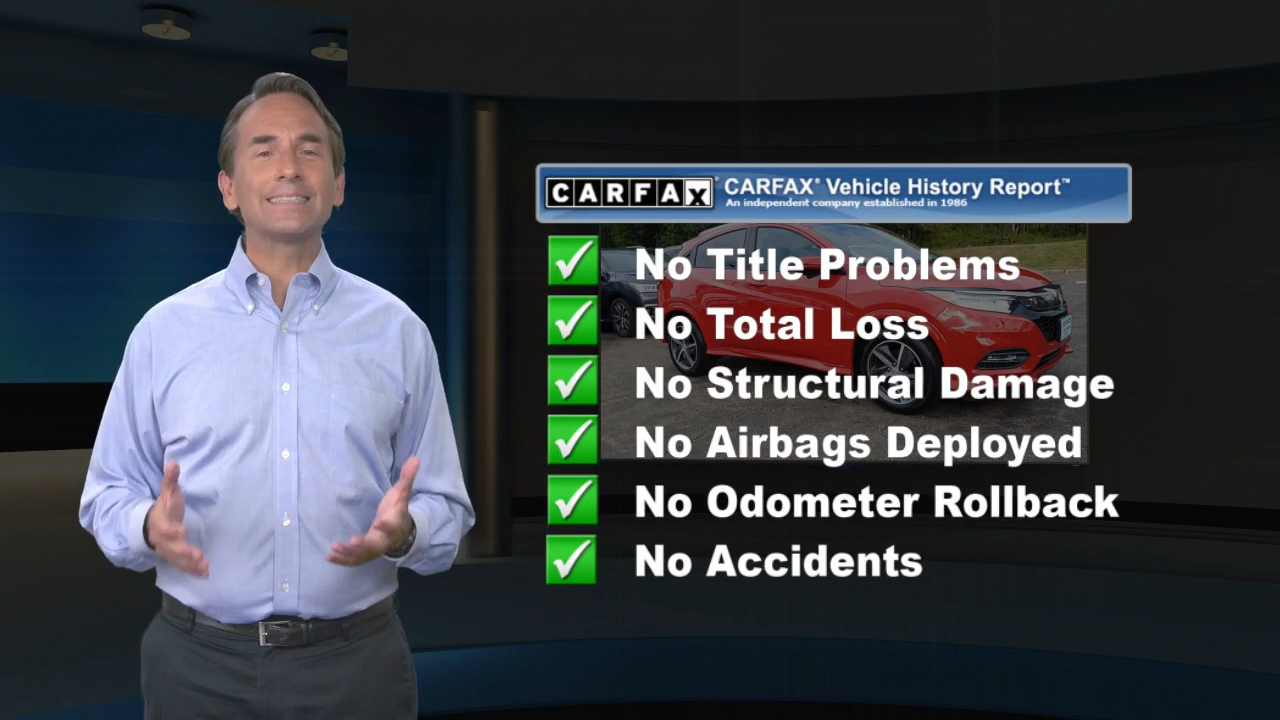 CARFAX® CARFAX® Vehicle History Report™
An independent company established in 1986
No Title Problems
No Total Loss
No Structural Damage
No Airbags Deployed
No Odometer Rollback
No Accidents